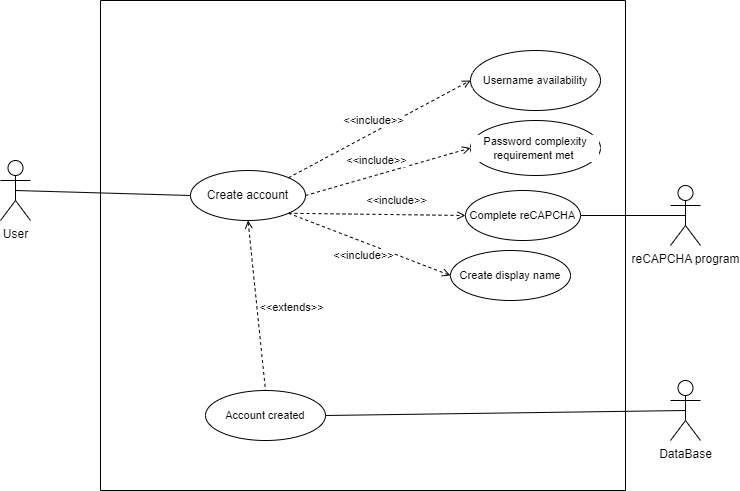 Username availability
<<include>>
Password complexity
requirement met
<<include>>
Create account
<<include>>
Complete reCAPCHA
User
reCAPCHA program
<<include>>
Create display name
<<extends>>
Account created
DataBase